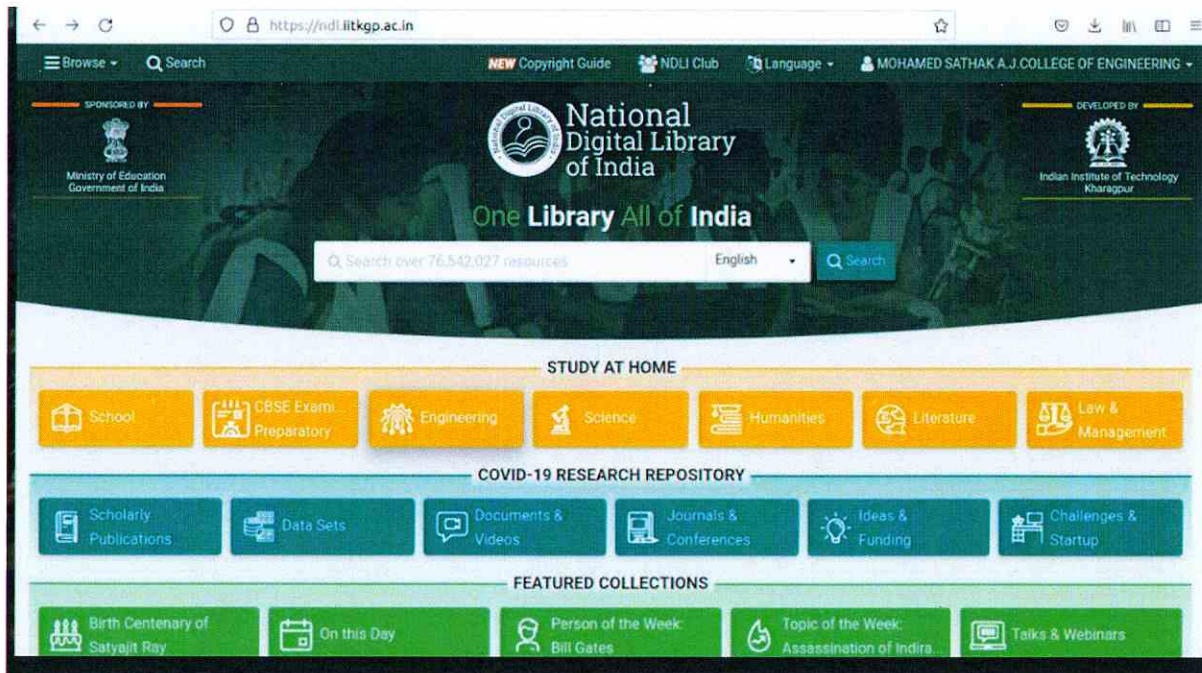 https://ndl.iitkgp.ac.in
Browse
Search
NEW Copyright Guide
NDLI Club
Language
MOHAMED SATHAK A.J.COLLEGE OF ENGINEERING
SPONSORED BY
Ministry of Education
Government of India
National
Digital Library
of India
DEVELOPED BY
Indian Institute of Technology
Kharagpur
One Library All of India
Search over 76,542,027 resources
English
Search
STUDY AT HOME
School
CBSE Exami...
Preparatory
Engineering
Science
Humanities
Literature
Law &
Management
COVID-19 RESEARCH REPOSITORY
Scholarly
Publications
Data Sets
Documents &
Videos
Journals &
Conferences
Ideas &
Funding
Challenges &
Startup
FEATURED COLLECTIONS
Birth Centenary of
Satyajit Ray
On this Day
Person of the Week:
Bill Gates
Topic of the Week:
Assassination of Indira...
Talks & Webinars